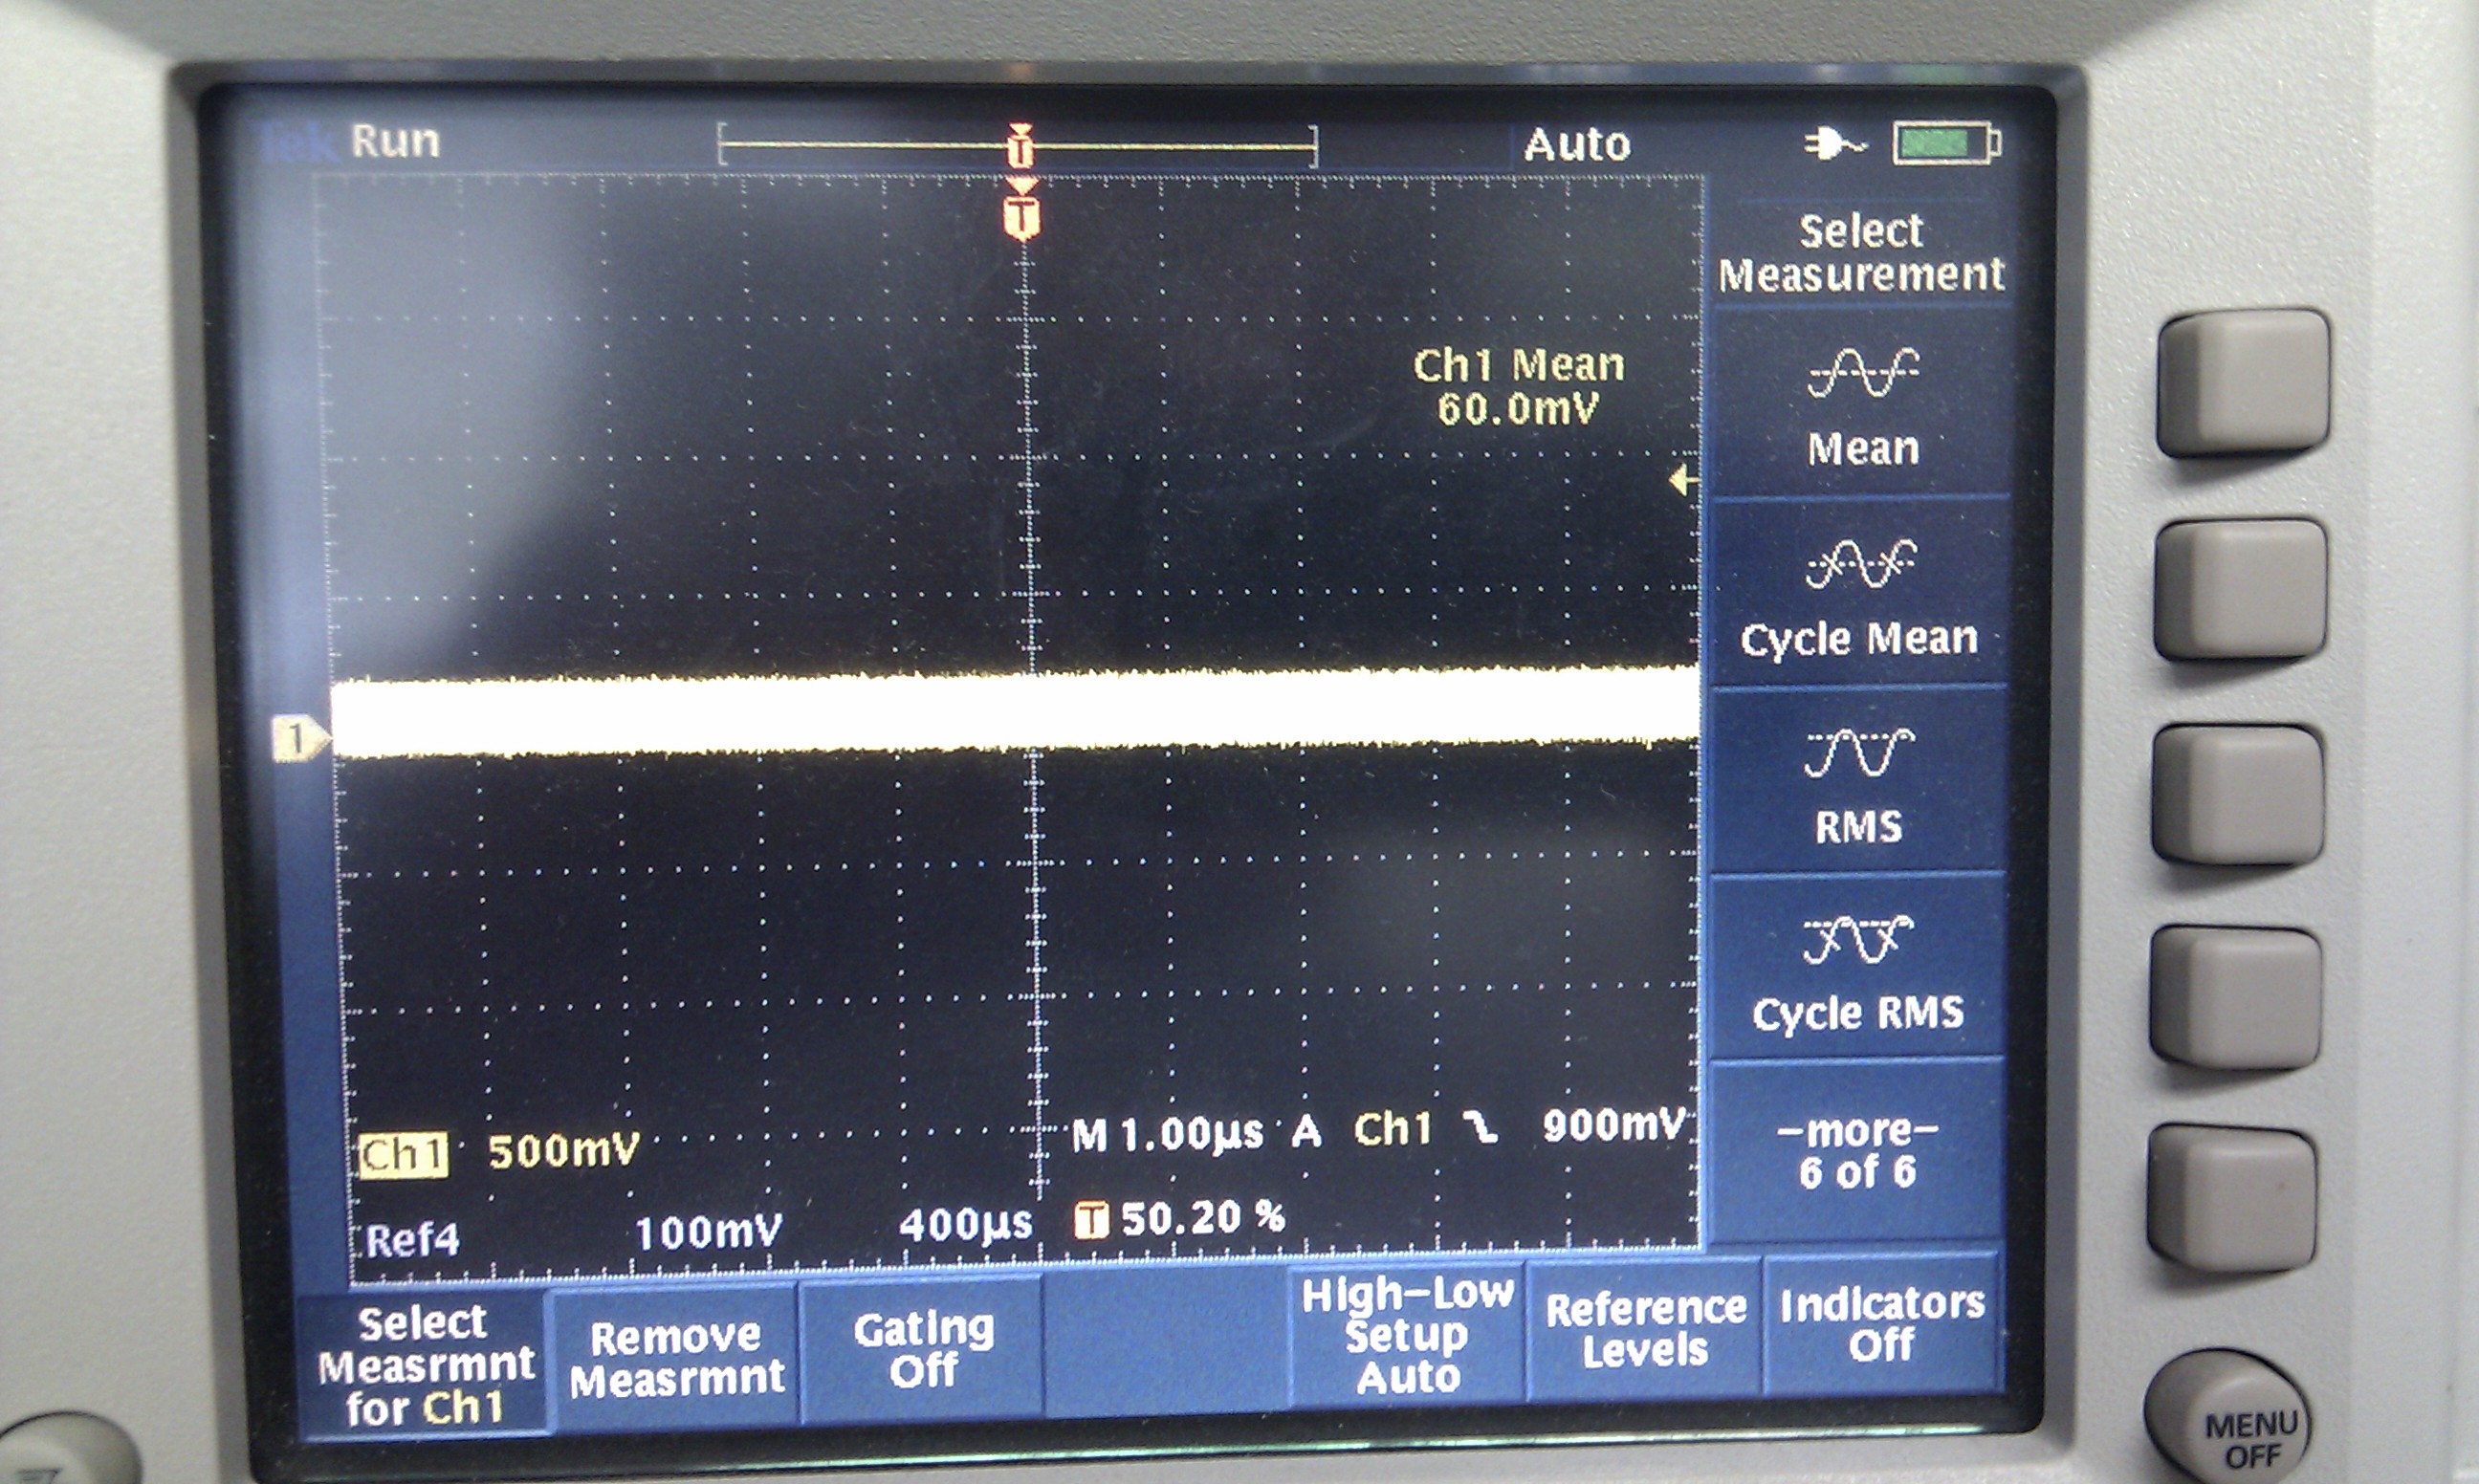 Tek Run
T
Auto
T
Select
Measurement
Ch1 Mean
60.0mV
Mean
Cycle Mean
1
RMS
Cycle RMS
Ch1 500mV
M 1.00µs A Ch1 900mV
-more-
6 of 6
Ref4 100mV 400µs
T 50.20 %
Select
Measrmnt
for Ch1
Remove
Measrmnt
Gating
Off
High-Low
Setup
Auto
Reference
Levels
Indicators
Off
MENU
OFF